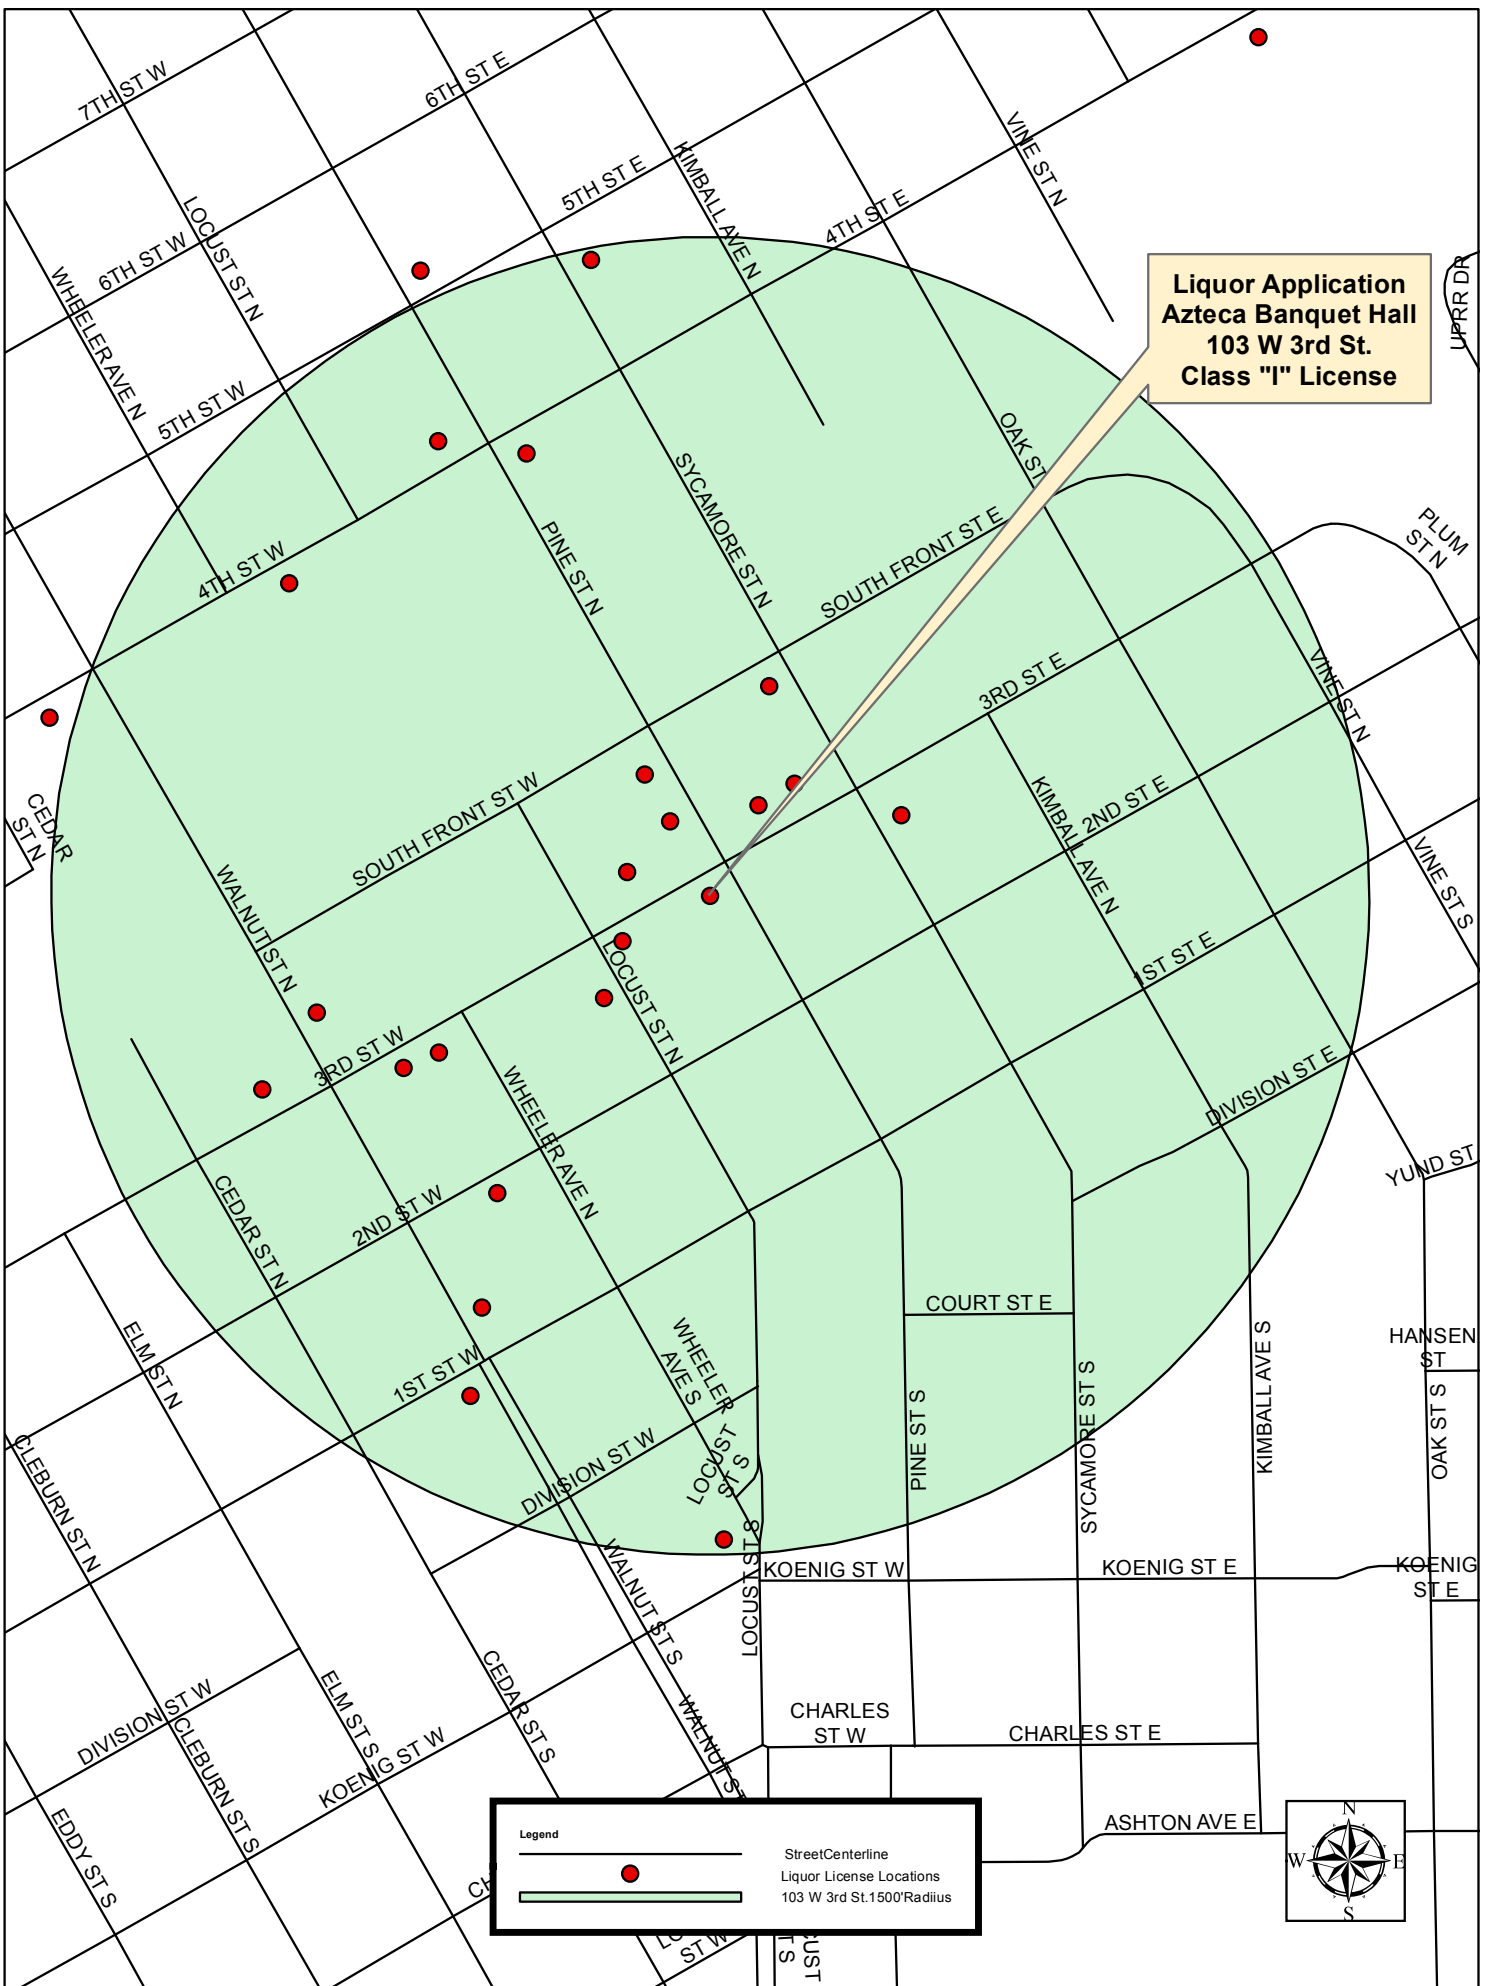 7TH ST W
6TH ST E
5TH ST E
KIMBALL AVE N
4TH ST E
VINE ST N
LOCUST ST N
6TH ST W
WHEELER AVE N
UPRR DR
Liquor Application
Azteca Banquet Hall
103 W 3rd St.
Class "I" License
5TH ST W
OAK ST
SYCAMORE ST N
PINE ST N
4TH ST W
SOUTH FRONT ST E
PLUM
ST N
3RD ST E
VINE ST N
CEDAR
ST N
SOUTH FRONT ST W
KIMBALL AVE N
2ND ST E
VINE ST S
WALNUT ST N
LOCUST ST N
1ST ST E
3RD ST W
WHEELER AVE N
DIVISION ST E
YUND ST
CEDAR ST N
2ND ST W
COURT ST E
ELM ST N
WHEELER
AVE S
HANSEN
ST
1ST ST W
KIMBALL AVE S
SYCAMORE ST S
PINE ST S
OAK ST S
CLEBURN ST N
DIVISION ST W
LOCUST
ST S
LOCUST ST S
WALNUT ST S
KOENIG ST W
KOENIG ST E
KOENIG
ST E
CEDAR ST S
ELM ST S
DIVISION ST W
CLEBURN ST S
KOENIG ST W
WALNUT ST
CHARLES
ST W
CHARLES ST E
ASHTON AVE E
EDDY ST S
Legend
StreetCenterline
Liquor License Locations
103 W 3rd St.1500'Radiius
N
W
E
S
CH
LO
ST W
T S
UST